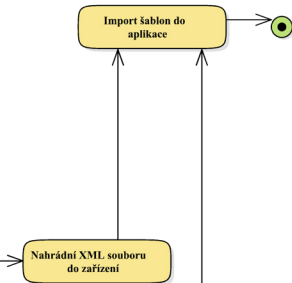 Import šablon do
aplikace
Nahrádní XML souboru
do zařízení